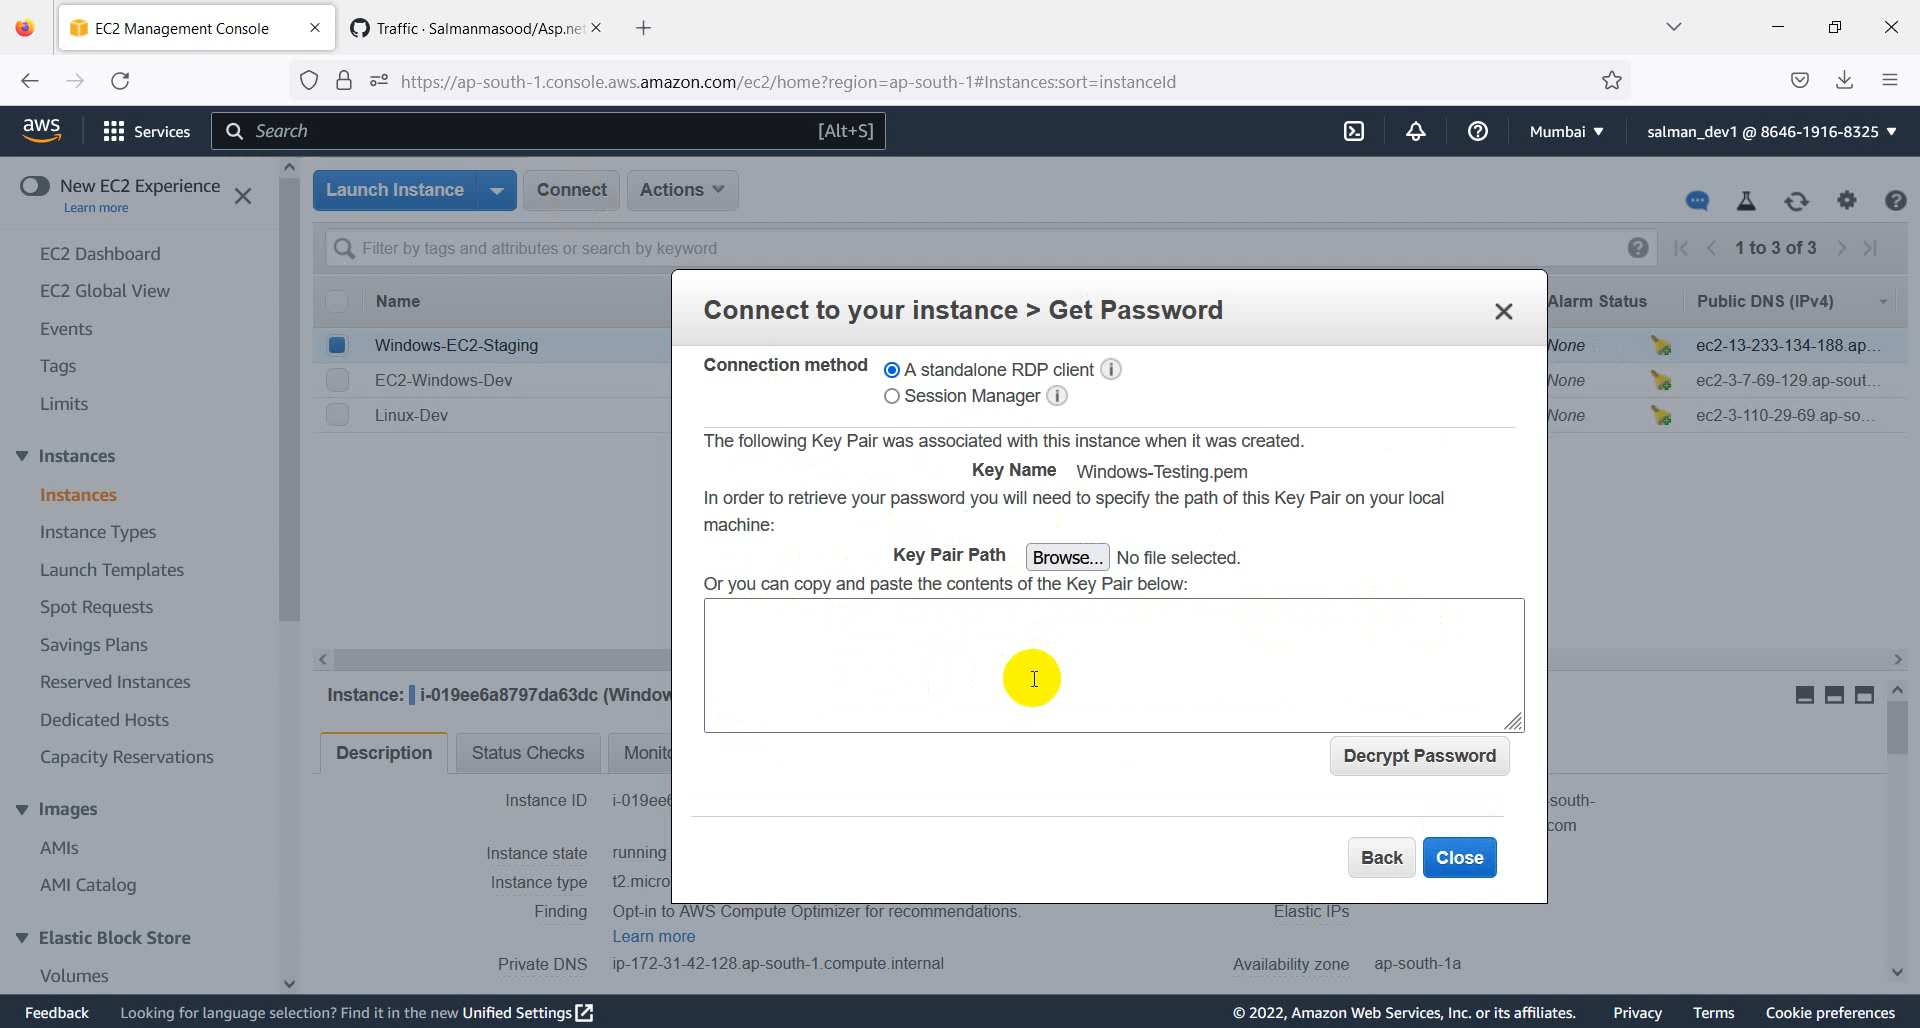 EC2 Management Console
Traffic · Salmanmasood/Asp.net
https://ap-south-1.console.aws.amazon.com/ec2/home?region=ap-south-1#Instances:sort=instanceId
aws
Services
Search
[Alt+S]
Mumbai
salman_dev1 @ 8646-1916-8325
New EC2 Experience
Learn more
EC2 Dashboard
EC2 Global View
Events
Tags
Limits
Instances
Instances
Instance Types
Launch Templates
Spot Requests
Savings Plans
Reserved Instances
Dedicated Hosts
Capacity Reservations
Images
AMIs
AMI Catalog
Elastic Block Store
Volumes
Launch Instance
Connect
Actions
Filter by tags and attributes or search by keyword
1 to 3 of 3
Name
Alarm Status
Public DNS (IPv4)
Windows-EC2-Staging
None
ec2-13-233-134-188.ap...
EC2-Windows-Dev
None
ec2-3-7-69-129.ap-sout...
Linux-Dev
None
ec2-3-110-29-69.ap-so...
Connect to your instance > Get Password
Connection method
A standalone RDP client
Session Manager
The following Key Pair was associated with this instance when it was created.
Key Name Windows-Testing.pem
In order to retrieve your password you will need to specify the path of this Key Pair on your local
machine:
Key Pair Path Browse... No file selected.
Or you can copy and paste the contents of the Key Pair below:
Decrypt Password
Back
Close
Instance: i-019ee6a8797da63dc (Window
Description
Status Checks
Monito
Instance ID i-019ee6
south-
com
Instance state running
Instance type t2.micro
Finding Opt-in to AWS Compute Optimizer for recommendations.
Learn more
Elastic IPs
Private DNS ip-172-31-42-128.ap-south-1.compute.internal
Availability zone ap-south-1a
Feedback
Looking for language selection? Find it in the new Unified Settings
© 2022, Amazon Web Services, Inc. or its affiliates.
Privacy
Terms
Cookie preferences